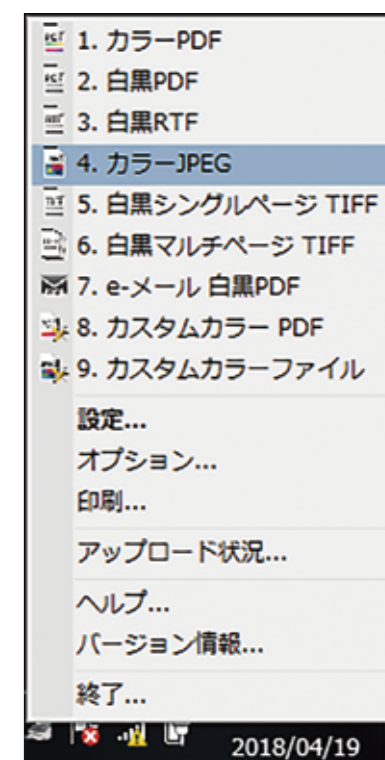 1. カラーPDF
2. 白黒PDF
3. 白黒RTF
4. カラーJPEG
5. 白黒シングルページ TIFF
6. 白黒マルチページ TIFF
7. e-メール 白黒PDF
8. カスタムカラー PDF
9. カスタムカラーファイル
設定...
オプション...
印刷...
アップロード状況...
ヘルプ...
バージョン情報...
終了...
2018/04/19